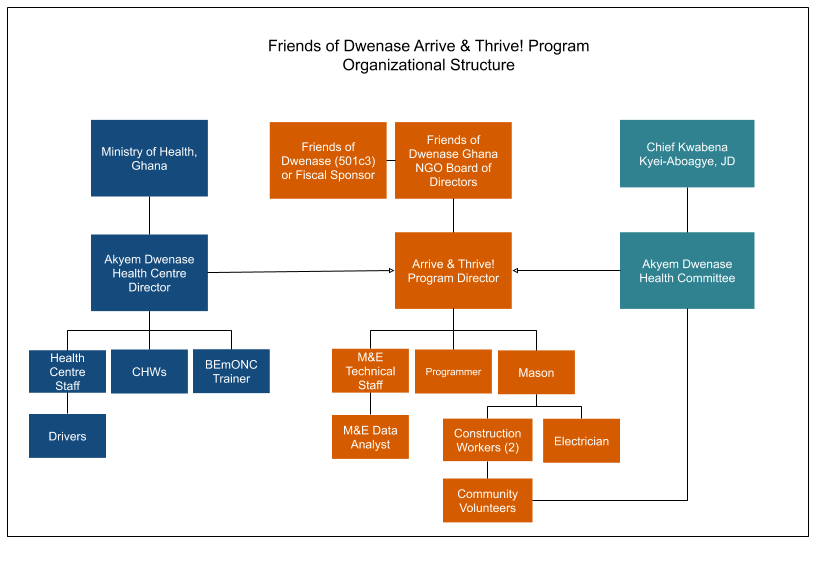 Friends of Dwenase Arrive & Thrive! Program
Organizational Structure
Ministry of Health,
Ghana
Friends of
Dwenase (501c3)
or Fiscal Sponsor
Friends of
Dwenase Ghana
NGO Board of
Directors
Chief Kwabena
Kyei-Aboagye, JD
Akyem Dwenase
Health Centre
Director
Arrive & Thrive!
Program Director
Akyem Dwenase
Health Committee
Health
Centre
Staff
CHWs
BEmONC
Trainer
M&E
Technical
Staff
Programmer
Mason
Drivers
M&E Data
Analyst
Construction
Workers (2)
Electrician
Community
Volunteers